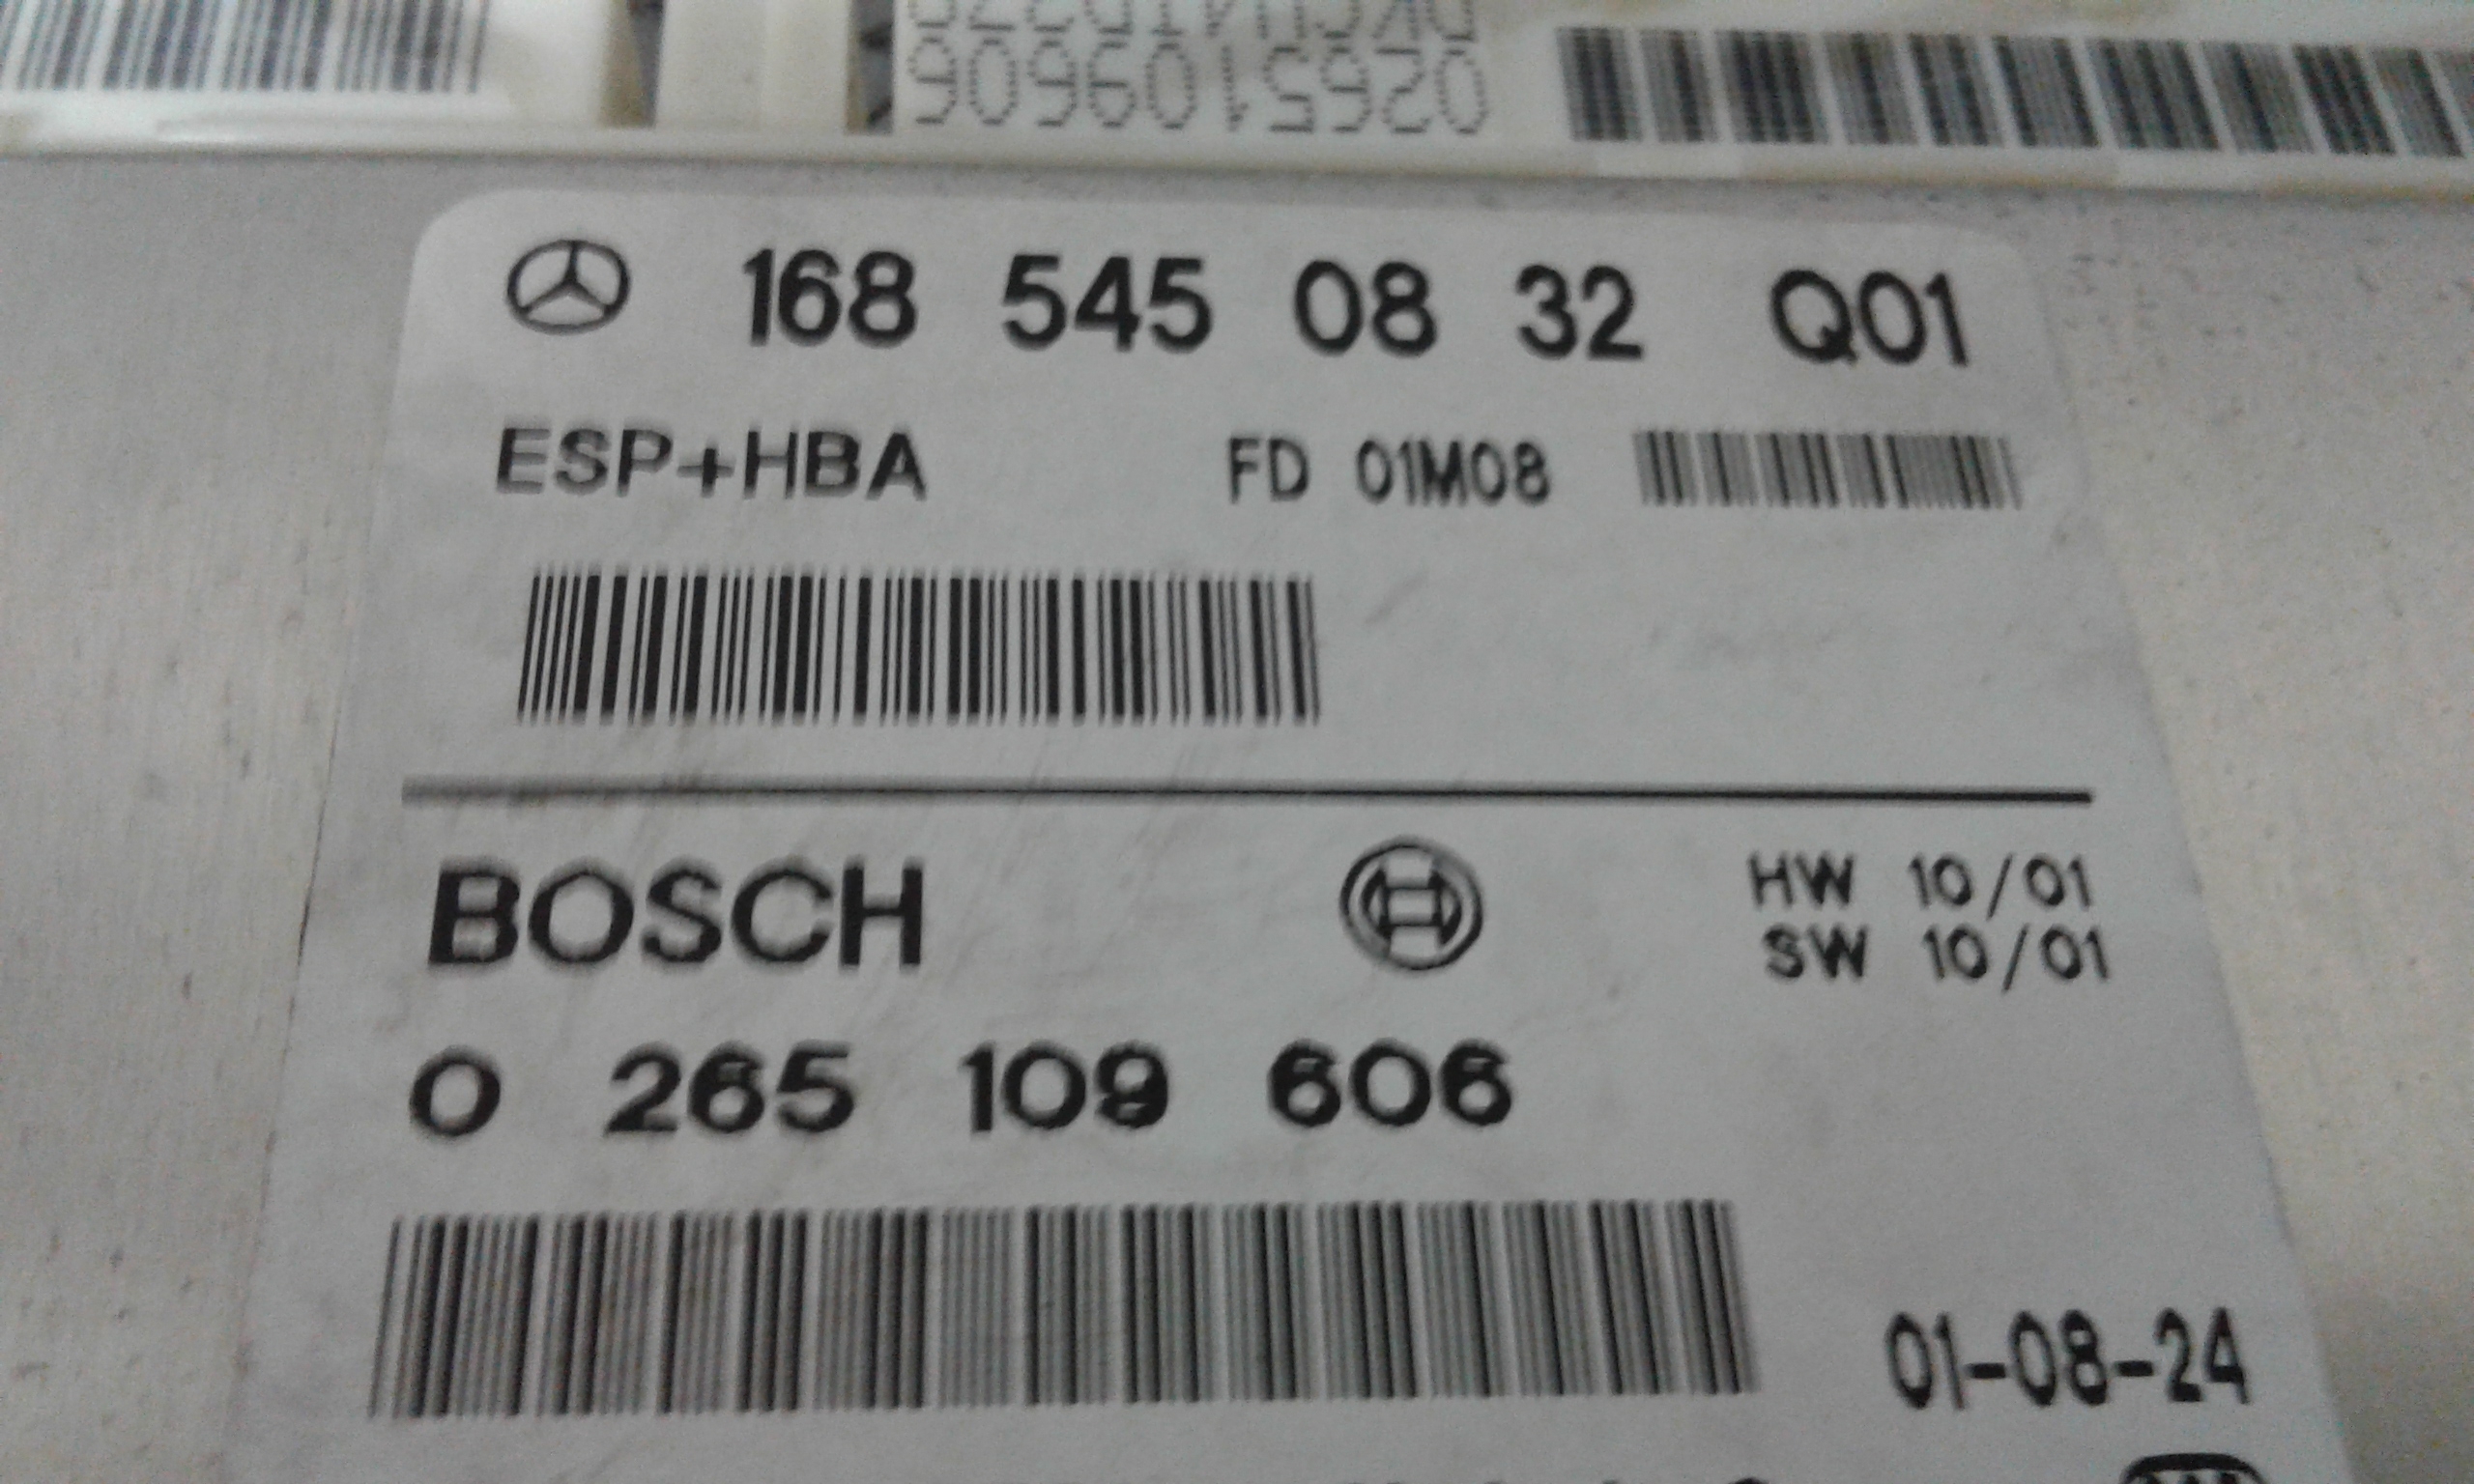 0265109606
168 545 08 32 Q01
ESP+HBA FD 01M08
BOSCH HW 10/01
SW 10/01
0 265 109 606
01-08-24